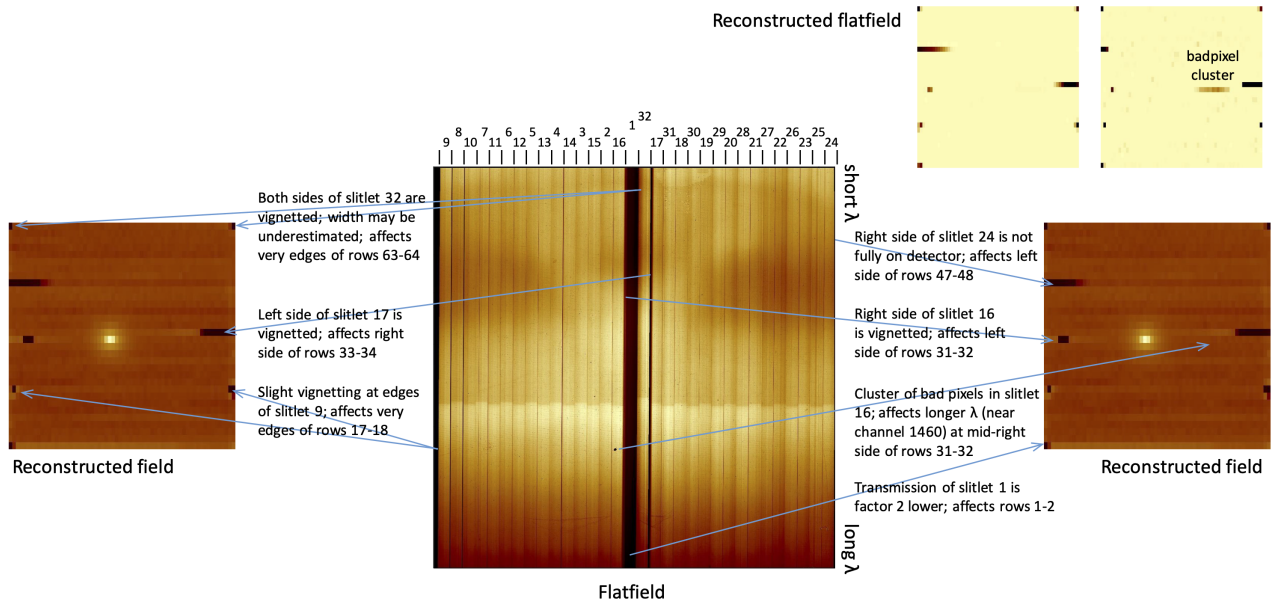 Reconstructed flatfield
badpixel
cluster
32
1
8 7 6 5 4 3 2 31 30 29 28 27 26 25
9 10 11 12 13 14 15 16 17 18 19 20 21 22 23 24
short λ
Both sides of slitlet 32 are
vignetted; width may be
underestimated; affects
very edges of rows 63-64
Left side of slitlet 17 is
vignetted; affects right
side of rows 33-34
Slight vignetting at edges
of slitlet 9; affects very
edges of rows 17-18
Reconstructed field
Right side of slitlet 24 is not
fully on detector; affects left
side of rows 47-48
Right side of slitlet 16
is vignetted; affects left
side of rows 31-32
Cluster of bad pixels in slitlet
16; affects longer λ (near
channel 1460) at mid-right
side of rows 31-32
Transmission of slitlet 1 is
factor 2 lower; affects rows 1-2
Reconstructed field
long λ
Flatfield